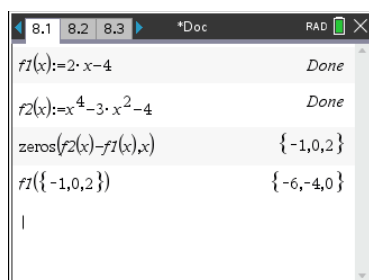 8.1 8.2 8.3 *Doc RAD
f1(x):=2·x−4 Done
f2(x):=x⁴−3·x²−4 Done
zeros(f2(x)−f1(x),x) {-1,0,2}
f1({-1,0,2}) {-6,-4,0}